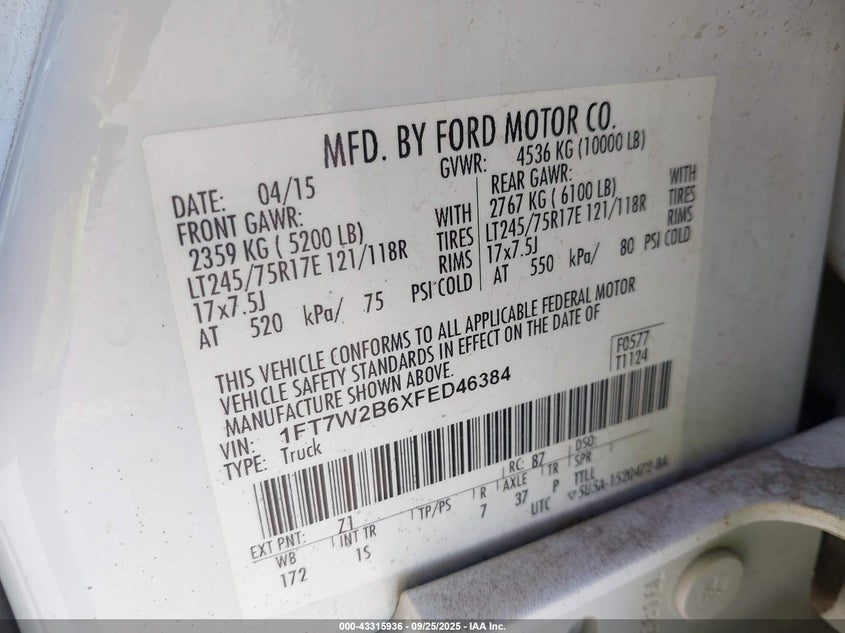 MFD. BY FORD MOTOR CO.
DATE: 04/15 GVWR: 4536 KG (10000 LB)
FRONT GAWR: REAR GAWR:
2359 KG ( 5200 LB) WITH 2767 KG ( 6100 LB) WITH
LT245/75R17E 121/118R TIRES LT245/75R17E 121/118R TIRES
17x7.5J RIMS 17x7.5J RIMS
AT 520 kPa/ 75 PSI COLD AT 550 kPa/ 80 PSI COLD
THIS VEHICLE CONFORMS TO ALL APPLICABLE FEDERAL MOTOR
VEHICLE SAFETY STANDARDS IN EFFECT ON THE DATE OF
MANUFACTURE SHOWN ABOVE.
F0577
T1124
VIN: 1FT7W2B6XFED46384
TYPE: Truck
EXT PNT: Z1 RC: 87 DSO:
WB INT TR TP/PS R AXLE TR SPR
172 1S 7 37 P TTLL
UTC ▽5U5A-1520472-BA
000-43315936 - 09/25/2025 - IAA Inc.